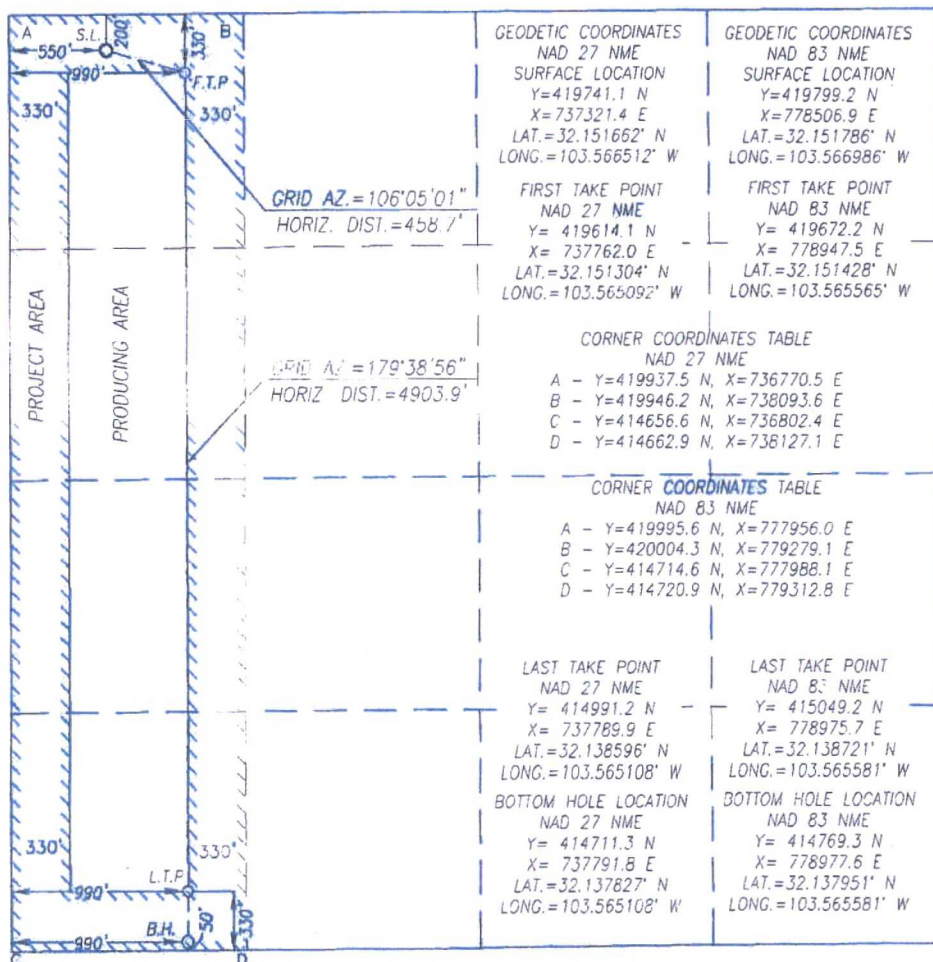 A
S.L.
200'
330'
B
550'
990'
F.T.P
330'
330'
GRID AZ.=106°05'01"
HORIZ. DIST.=458.7'
PROJECT AREA
PRODUCING AREA
GRID AZ.=179°38'56"
HORIZ DIST.=4903.9'
330'
330'
L.T.P
990'
330'
B.H.
50'
990'
C
D
GEODETIC COORDINATES
NAD 27 NME
SURFACE LOCATION
Y=419741.1 N
X=737321.4 E
LAT.=32.151662° N
LONG.=103.566512° W
FIRST TAKE POINT
NAD 27 NME
Y= 419614.1 N
X= 737762.0 E
LAT.=32.151304° N
LONG.=103.565092° W
GEODETIC COORDINATES
NAD 83 NME
SURFACE LOCATION
Y=419799.2 N
X=778506.9 E
LAT.=32.151786° N
LONG.=103.566986° W
FIRST TAKE POINT
NAD 83 NME
Y= 419672.2 N
X= 778947.5 E
LAT.=32.151428° N
LONG.=103.565565° W
CORNER COORDINATES TABLE
NAD 27 NME
A - Y=419937.5 N, X=736770.5 E
B - Y=419946.2 N, X=738093.6 E
C - Y=414656.6 N, X=736802.4 E
D - Y=414662.9 N, X=738127.1 E
CORNER COORDINATES TABLE
NAD 83 NME
A - Y=419995.6 N, X=777956.0 E
B - Y=420004.3 N, X=779279.1 E
C - Y=414714.6 N, X=777988.1 E
D - Y=414720.9 N, X=779312.8 E
LAST TAKE POINT
NAD 27 NME
Y= 414991.2 N
X= 737789.9 E
LAT.=32.138596° N
LONG.=103.565108° W
BOTTOM HOLE LOCATION
NAD 27 NME
Y= 414711.3 N
X= 737791.8 E
LAT.=32.137827° N
LONG.=103.565108° W
LAST TAKE POINT
NAD 83 NME
Y= 415049.2 N
X= 778975.7 E
LAT.=32.138721° N
LONG.=103.565581° W
BOTTOM HOLE LOCATION
NAD 83 NME
Y= 414769.3 N
X= 778977.6 E
LAT.=32.137951° N
LONG.=103.565581° W